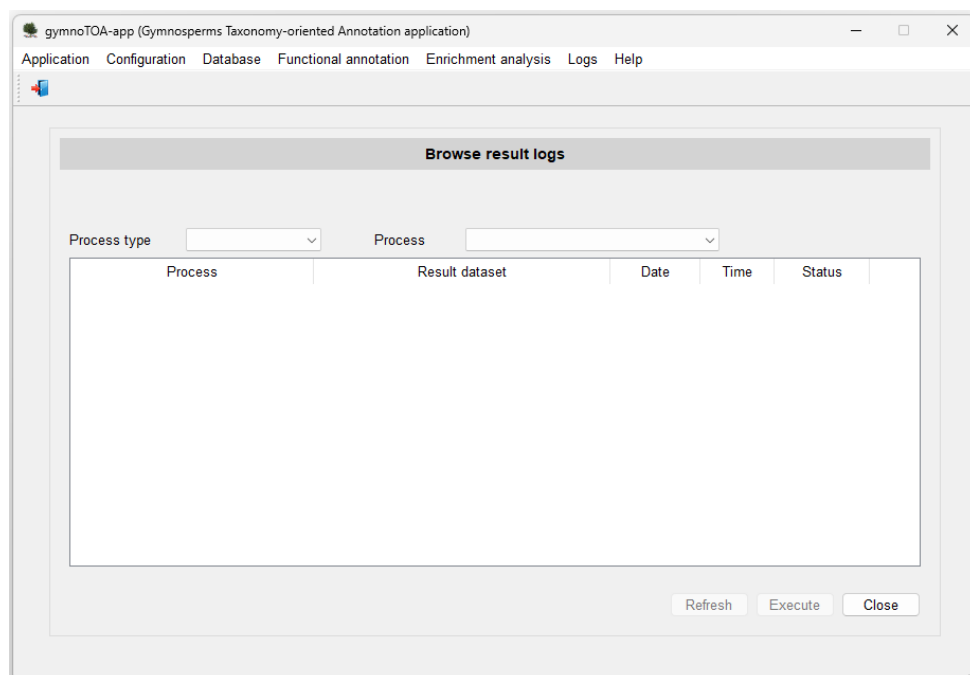 gymnoTOA-app (Gymnosperms Taxonomy-oriented Annotation application)
Application Configuration Database Functional annotation Enrichment analysis Logs Help
Browse result logs
Process type Process
Process Result dataset Date Time Status
Refresh Execute Close